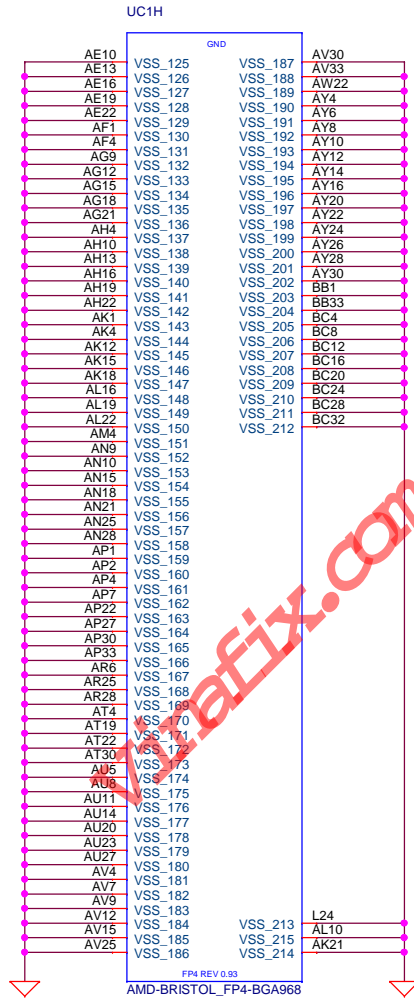 UC1H
GND
AE10 VSS_125 VSS_187 AV30
AE13 VSS_126 VSS_188 AV33
AE16 VSS_127 VSS_189 AW22
AE19 VSS_128 VSS_190 AY4
AE22 VSS_129 VSS_191 AY6
AF1 VSS_130 VSS_192 AY8
AF4 VSS_131 VSS_193 AY10
AG9 VSS_132 VSS_194 AY12
AG12 VSS_133 VSS_195 AY14
AG15 VSS_134 VSS_196 AY16
AG18 VSS_135 VSS_197 AY20
AG21 VSS_136 VSS_198 AY22
AH4 VSS_137 VSS_199 AY24
AH10 VSS_138 VSS_200 AY26
AH13 VSS_139 VSS_201 AY28
AH16 VSS_140 VSS_202 AY30
AH19 VSS_141 VSS_203 BB1
AH22 VSS_142 VSS_204 BB33
AK1 VSS_143 VSS_205 BC4
AK4 VSS_144 VSS_206 BC8
AK12 VSS_145 VSS_207 BC12
AK15 VSS_146 VSS_208 BC16
AK18 VSS_147 VSS_209 BC20
AL16 VSS_148 VSS_210 BC24
AL19 VSS_149 VSS_211 BC28
AL22 VSS_150 VSS_212 BC32
AM4 VSS_151
AN9 VSS_152
AN10 VSS_153
AN15 VSS_154
AN18 VSS_155
AN21 VSS_156
AN25 VSS_157
AN28 VSS_158
AP1 VSS_159
AP2 VSS_160
AP4 VSS_161
AP7 VSS_162
AP22 VSS_163
AP27 VSS_164
AP30 VSS_165
AP33 VSS_166
AR6 VSS_167
AR25 VSS_168
AR28 VSS_169
AT4 VSS_170
AT19 VSS_171
AT22 VSS_172
AT30 VSS_173
AU5 VSS_174
AU8 VSS_175
AU11 VSS_176
AU14 VSS_177
AU20 VSS_178
AU23 VSS_179
AU27 VSS_180
AV4 VSS_181
AV7 VSS_182
AV9 VSS_183
AV12 VSS_184 VSS_213 L24
AV15 VSS_185 VSS_215 AL10
AV25 VSS_186 VSS_214 AK21
FP4 REV 0.93
AMD-BRISTOL_FP4-BGA968
vinafix.com